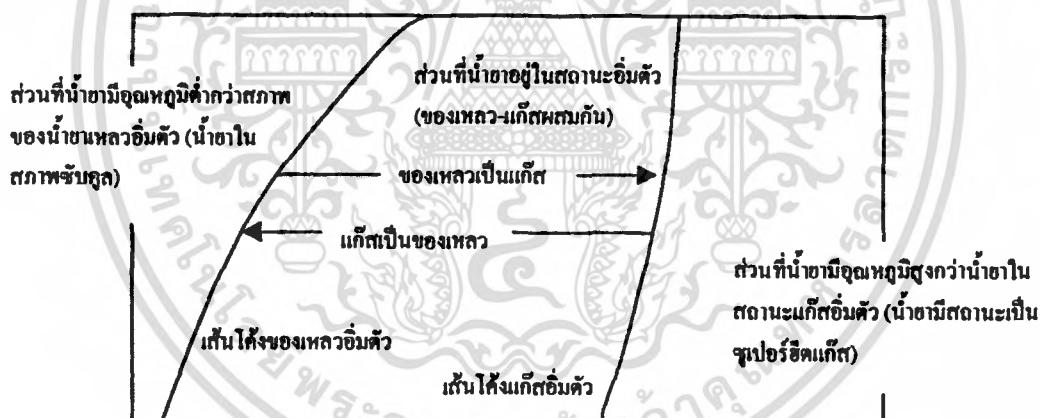 ส่วนที่น้ำยามีอุณหภูมิต่ำกว่าสภาพ
ของน้ำยาเหลวอิ่มตัว (น้ำยาใน
สภาพซับคูล)
ส่วนที่น้ำยาอยู่ในสถานะอิ่มตัว
(ของเหลว-แก๊สผสมกัน)
ของเหลวเป็นแก๊ส
แก๊สเป็นของเหลว
ส่วนที่น้ำยามีอุณหภูมิสูงกว่าน้ำยาใน
สถานะแก๊สอิ่มตัว (น้ำยามีสถานะเป็น
ซูเปอร์ฮีตแก๊ส)
เส้นโค้งของเหลวอิ่มตัว
เส้นโค้งแก๊สอิ่มตัว